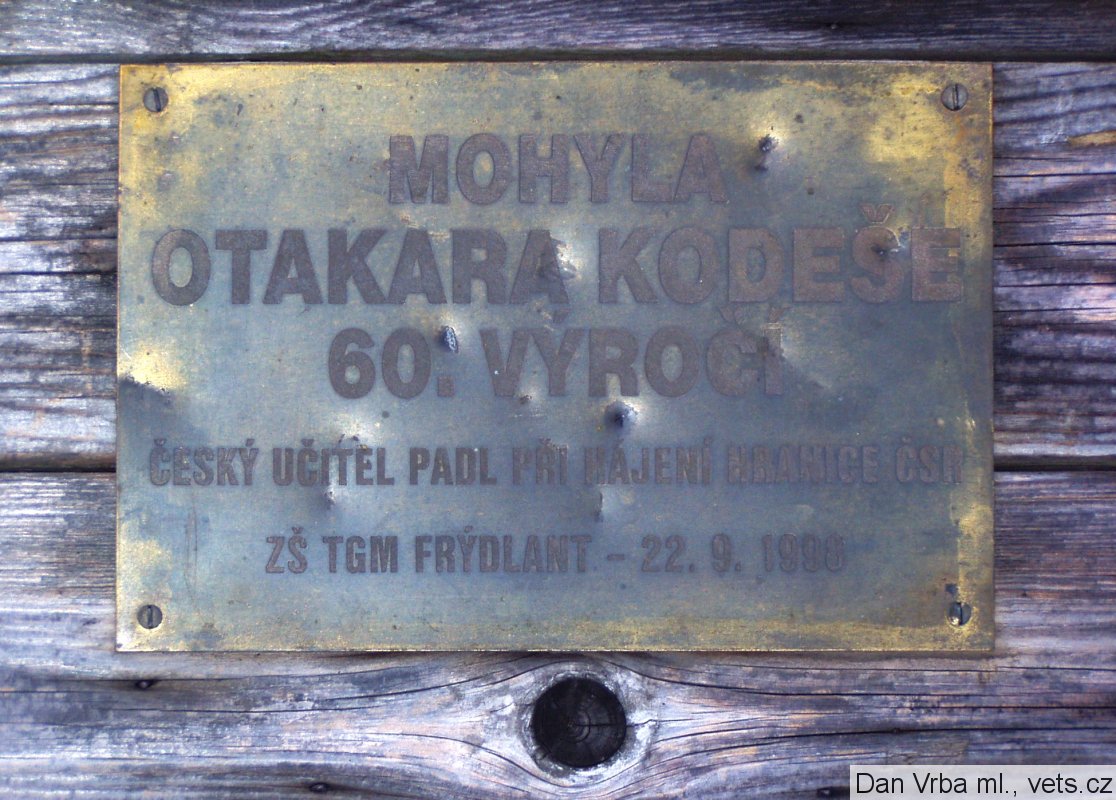 MOHYLA
OTAKARA KODEŠE
60. VÝROČÍ
ČESKÝ UČITEL PADL PŘI HÁJENÍ HRANICE ČSR
ZŠ TGM FRÝDLANT – 22. 9. 1998
Dan Vrba ml., vets.cz